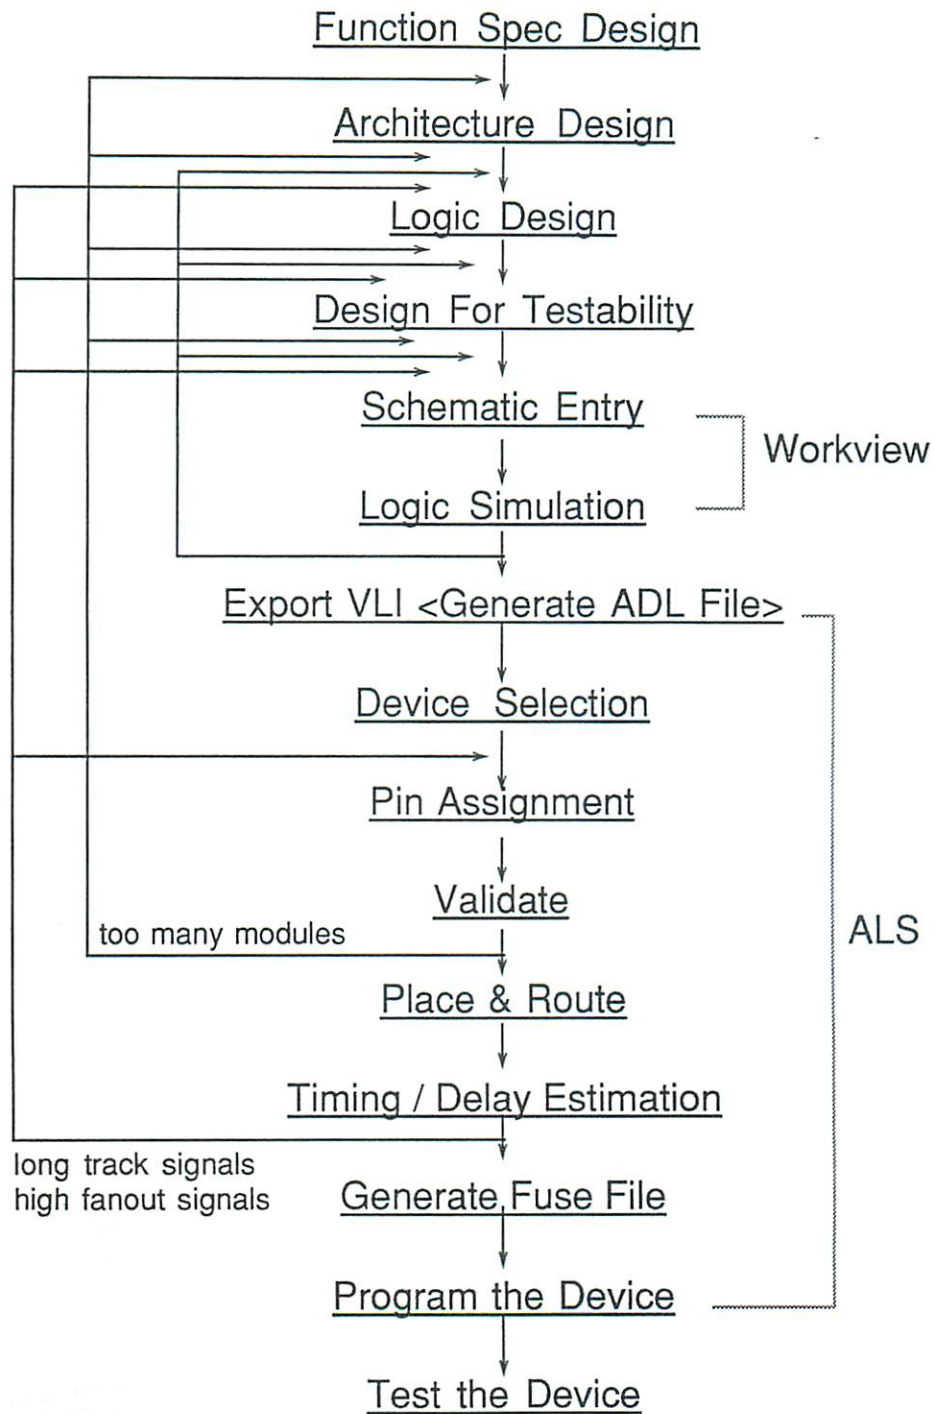 Function Spec Design
Architecture Design
Logic Design
Design For Testability
Schematic Entry
Workview
Logic Simulation
Export VLI <Generate ADL File>
Device Selection
Pin Assignment
Validate
too many modules
ALS
Place & Route
Timing / Delay Estimation
long track signals
high fanout signals
Generate Fuse File
Program the Device
Test the Device